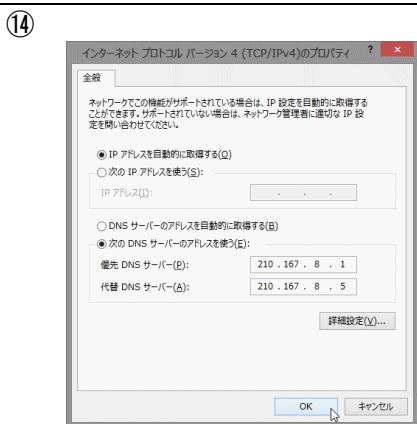 ⑭
インターネット プロトコル バージョン 4 (TCP/IPv4)のプロパティ
全般
ネットワークでこの機能がサポートされている場合は、IP 設定を自動的に取得する
ことができます。サポートされていない場合は、ネットワーク管理者に適切な IP 設
定を問い合わせてください。
IP アドレスを自動的に取得する(O)
次の IP アドレスを使う(S):
IP アドレス(I):
DNS サーバーのアドレスを自動的に取得する(B)
次の DNS サーバーのアドレスを使う(E):
優先 DNS サーバー(P): 210 . 167 . 8 . 1
代替 DNS サーバー(A): 210 . 167 . 8 . 5
詳細設定(V)...
OK キャンセル